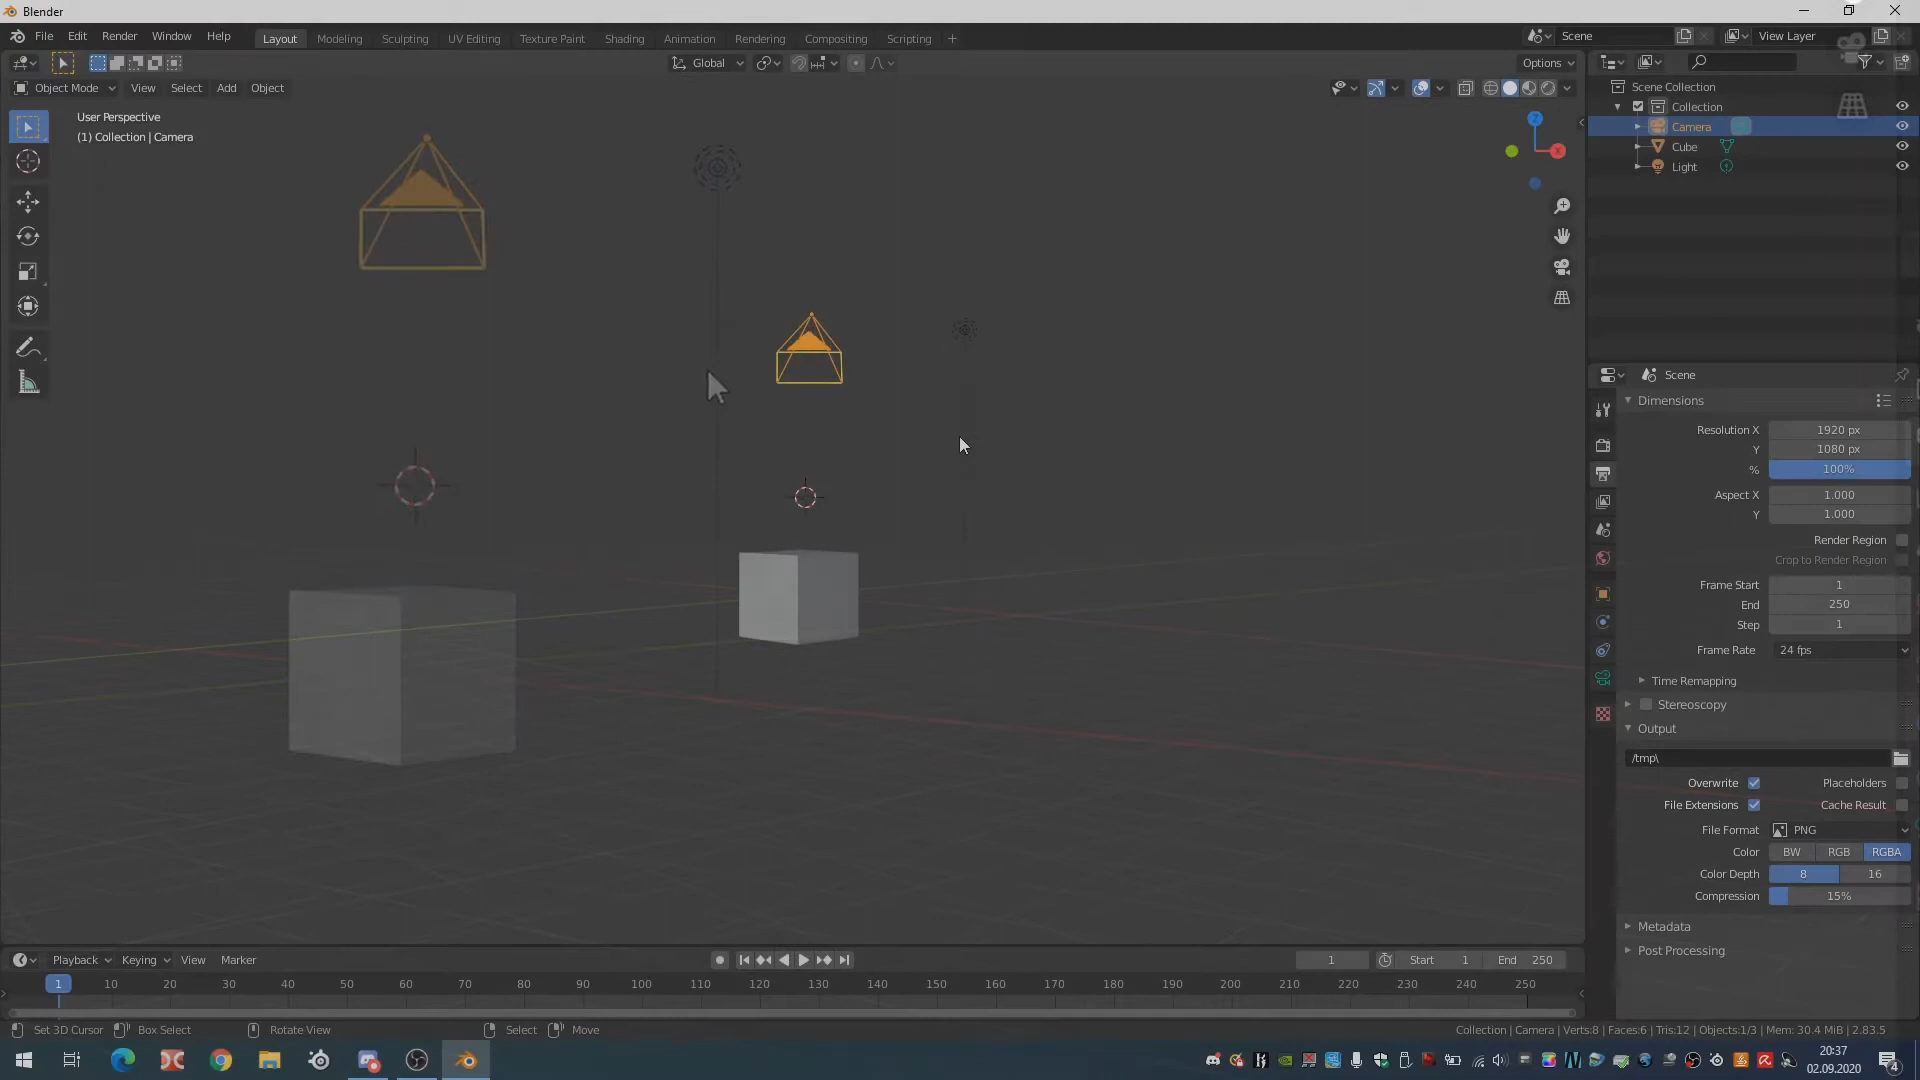 Blender
File Edit Render Window Help
Layout Modeling Sculpting UV Editing Texture Paint Shading Animation Rendering Compositing Scripting +
Scene View Layer
Global Options
Object Mode View Select Add Object
User Perspective
(1) Collection | Camera
Z
X
Scene Collection
Collection
Camera
Cube
Light
Scene
Dimensions
Resolution X 1920 px
Y 1080 px
% 100%
Aspect X 1.000
Y 1.000
Render Region
Crop to Render Region
Frame Start 1
End 250
Step 1
Frame Rate 24 fps
Time Remapping
Stereoscopy
Output
/tmp\
Overwrite Placeholders
File Extensions Cache Result
File Format PNG
Color BW RGB RGBA
Color Depth 8 16
Compression 15%
Metadata
Post Processing
Playback Keying View Marker 1 Start 1 End 250
1 10 20 30 40 50 60 70 80 90 100 110 120 130 140 150 160 170 180 190 200 210 220 230 240 250
Set 3D Cursor Box Select Rotate View Select Move Collection | Camera | Verts:8 | Faces:6 | Tris:12 | Objects:1/3 | Mem: 30.4 MiB | 2.83.5
20:37
02.09.2020
4